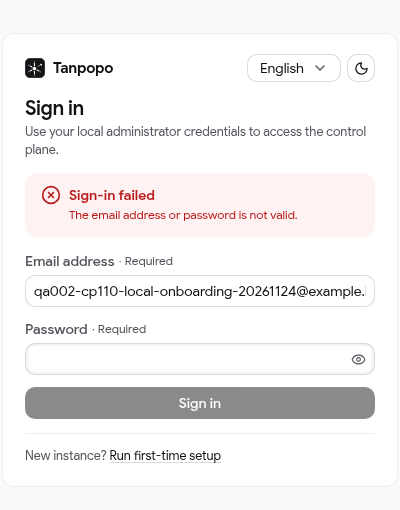 Tanpopo
English
Sign in
Use your local administrator credentials to access the control
plane.
Sign-in failed
The email address or password is not valid.
Email address · Required
qa002-cp110-local-onboarding-20261124@example.
Password · Required
Sign in
New instance? Run first-time setup